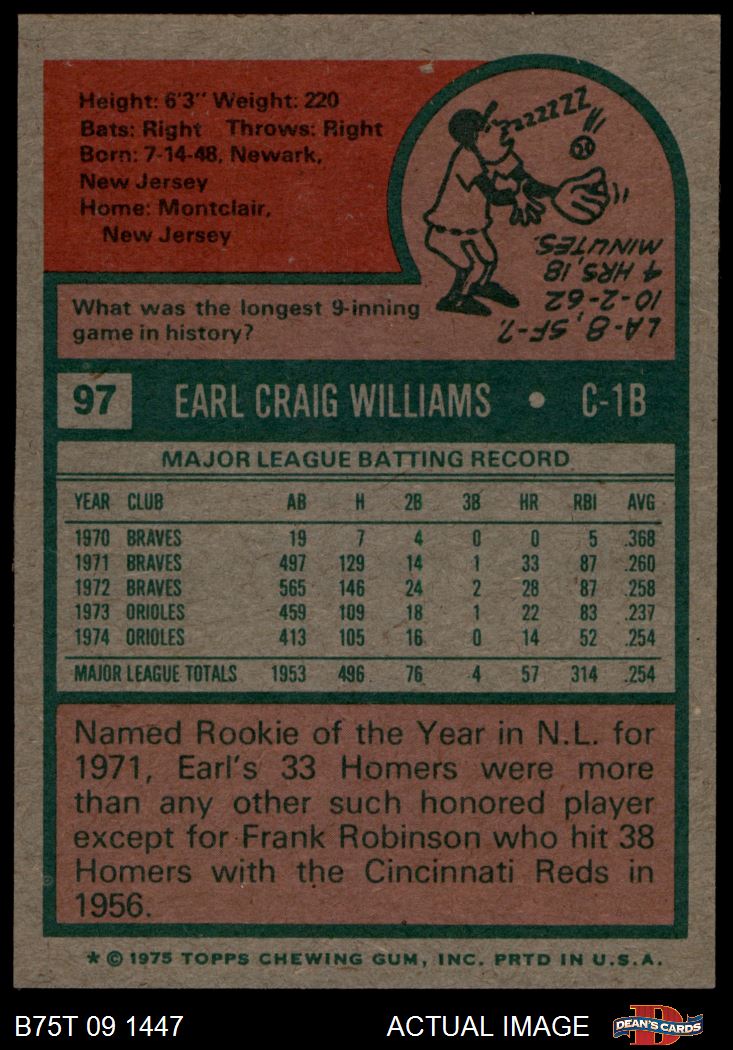 Height: 6'3" Weight: 220
Bats: Right Throws: Right
Born: 7-14-48, Newark,
New Jersey
Home: Montclair,
New Jersey
ZZZZZZZ
What was the longest 9-inning
game in history?
LA-8, SF-7,
10-2-62
4 HRS, 18
MINUTES.
97 EARL CRAIG WILLIAMS • C-1B
MAJOR LEAGUE BATTING RECORD
YEAR CLUB AB H 2B 3B HR RBI AVG
1970 BRAVES 19 7 4 0 0 5 .368
1971 BRAVES 497 129 14 1 33 87 .260
1972 BRAVES 565 146 24 2 28 87 .258
1973 ORIOLES 459 109 18 1 22 83 .237
1974 ORIOLES 413 105 16 0 14 52 .254
MAJOR LEAGUE TOTALS 1953 496 76 4 57 314 .254
Named Rookie of the Year in N.L. for
1971, Earl's 33 Homers were more
than any other such honored player
except for Frank Robinson who hit 38
Homers with the Cincinnati Reds in
1956.
* © 1975 TOPPS CHEWING GUM, INC. PRTD IN U.S.A.
B75T 09 1447 ACTUAL IMAGE D DEAN'S CARDS